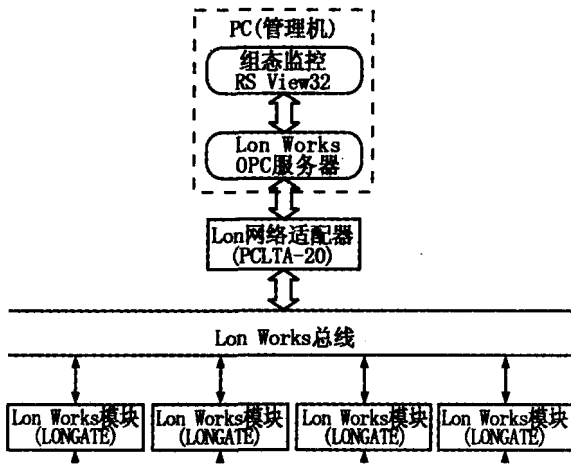 PC(管理机)
组态监控
RS View32
Lon Works
OPC服务器
Lon网络适配器
(PCLTA-20)
Lon Works总线
Lon Works模块
(LONGATE)
Lon Works模块
(LONGATE)
Lon Works模块
(LONGATE)
Lon Works模块
(LONGATE)